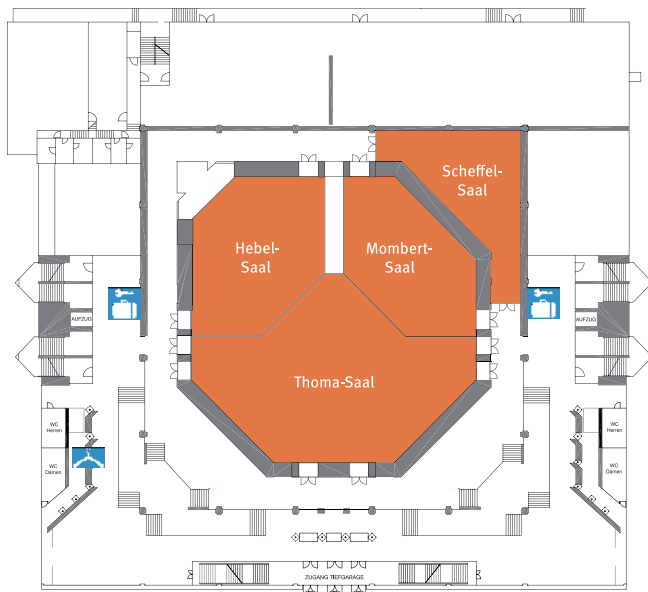 Scheffel-
Saal
Hebel-
Saal
Mombert-
Saal
AUFZUG
AUFZUG
Thoma-Saal
WC
Herren
WC
Herren
WC
Damen
WC
Damen
ZUGANG TIEFGARAGE